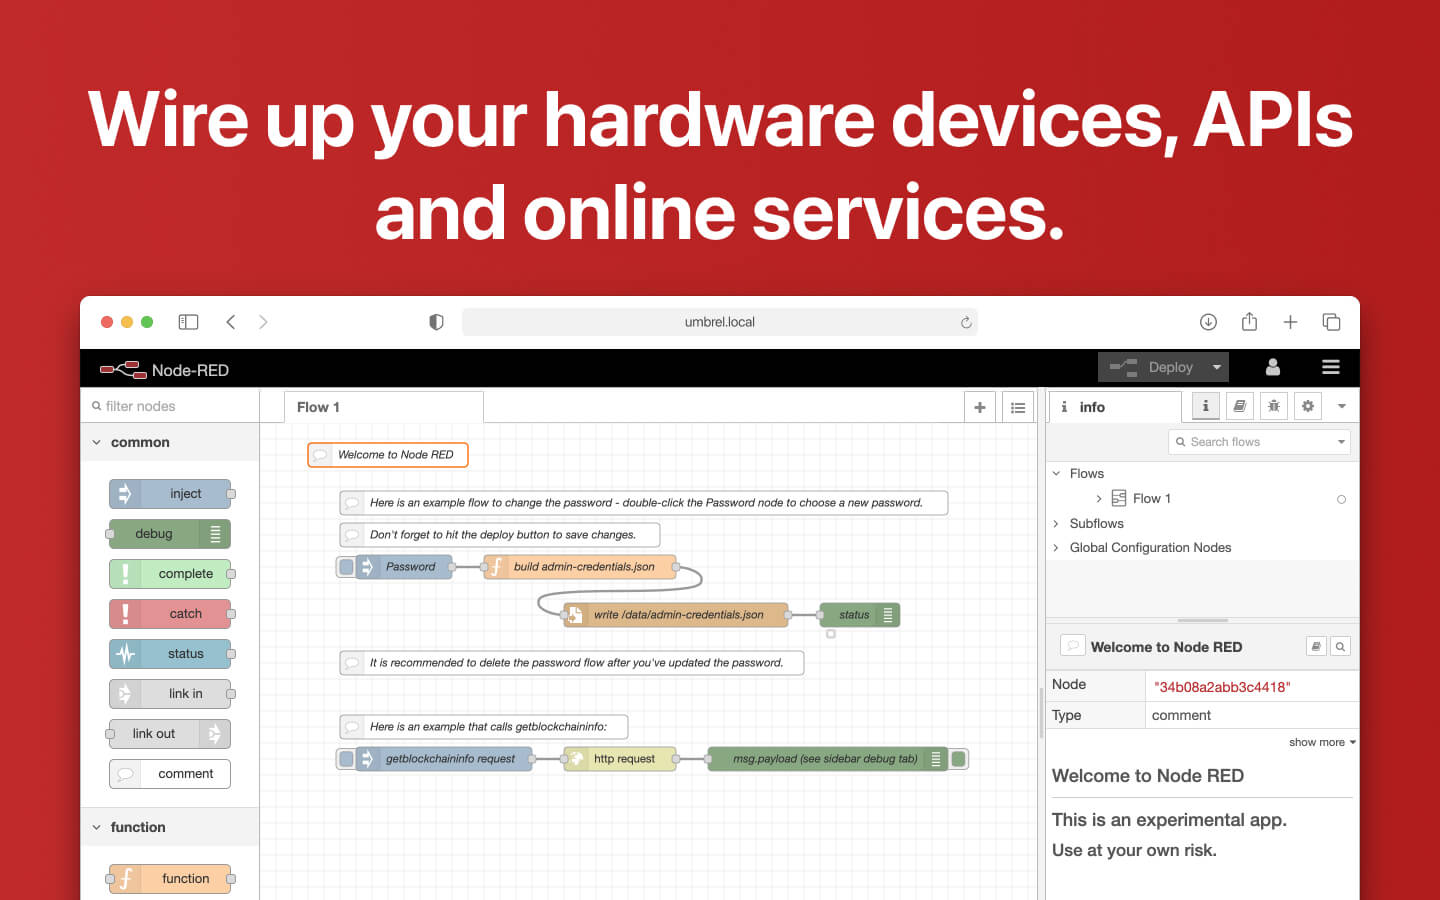 Wire up your hardware devices, APIs
and online services.
umbrel.local
Node-RED
Deploy
filter nodes
Flow 1
info
common
Search flows
Welcome to Node RED
Flows
inject
Here is an example flow to change the password - double-click the Password node to choose a new password.
Flow 1
debug
Don't forget to hit the deploy button to save changes.
Subflows
Global Configuration Nodes
complete
Password
build admin-credentials.json
catch
write /data/admin-credentials.json
status
status
Welcome to Node RED
It is recommended to delete the password flow after you've updated the password.
link in
Node
"34b08a2abb3c4418"
Type
comment
link out
Here is an example that calls getblockchaininfo:
show more
getblockchaininfo request
http request
msg.payload (see sidebar debug tab)
comment
Welcome to Node RED
function
This is an experimental app.
Use at your own risk.
function